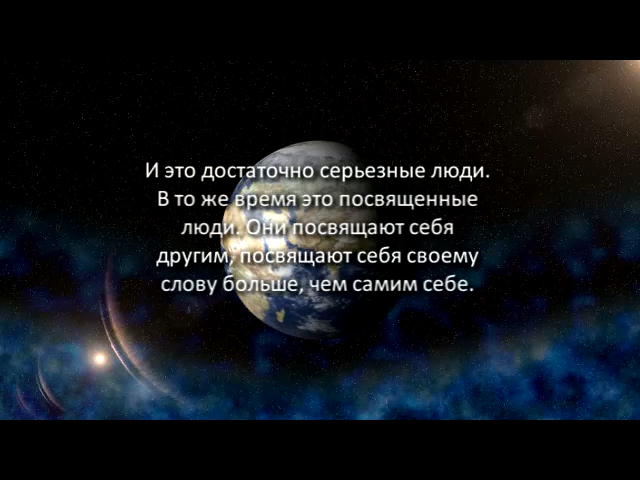 И это достаточно серьезные люди.
В то же время это посвященные
люди. Они посвящают себя
другим, посвящают себя своему
слову больше, чем самим себе.